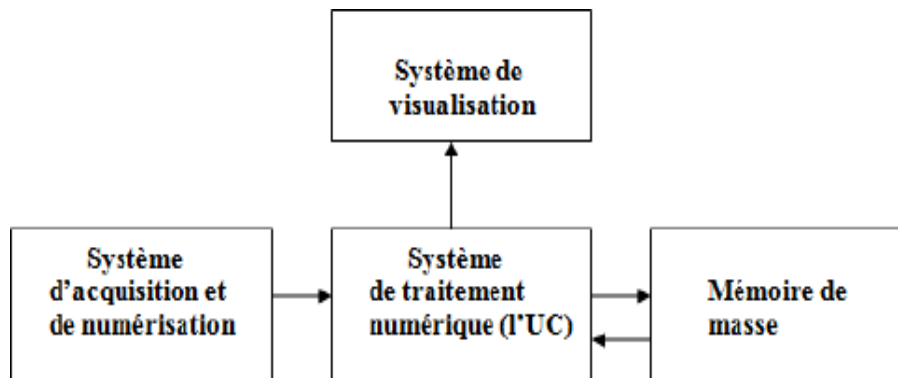 Système de
visualisation
Système
d'acquisition et
de numérisation
Système
de traitement
numérique (l'UC)
Mémoire de
masse